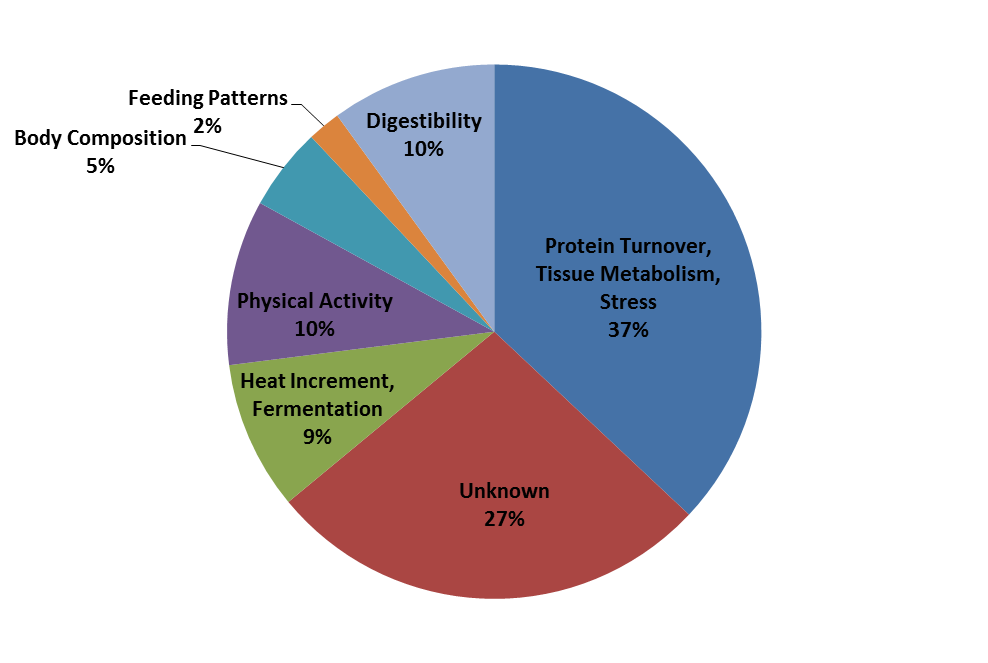 Feeding Patterns
2%
Body Composition
5%
Digestibility
10%
Protein Turnover,
Tissue Metabolism,
Stress
37%
Physical Activity
10%
Heat Increment,
Fermentation
9%
Unknown
27%